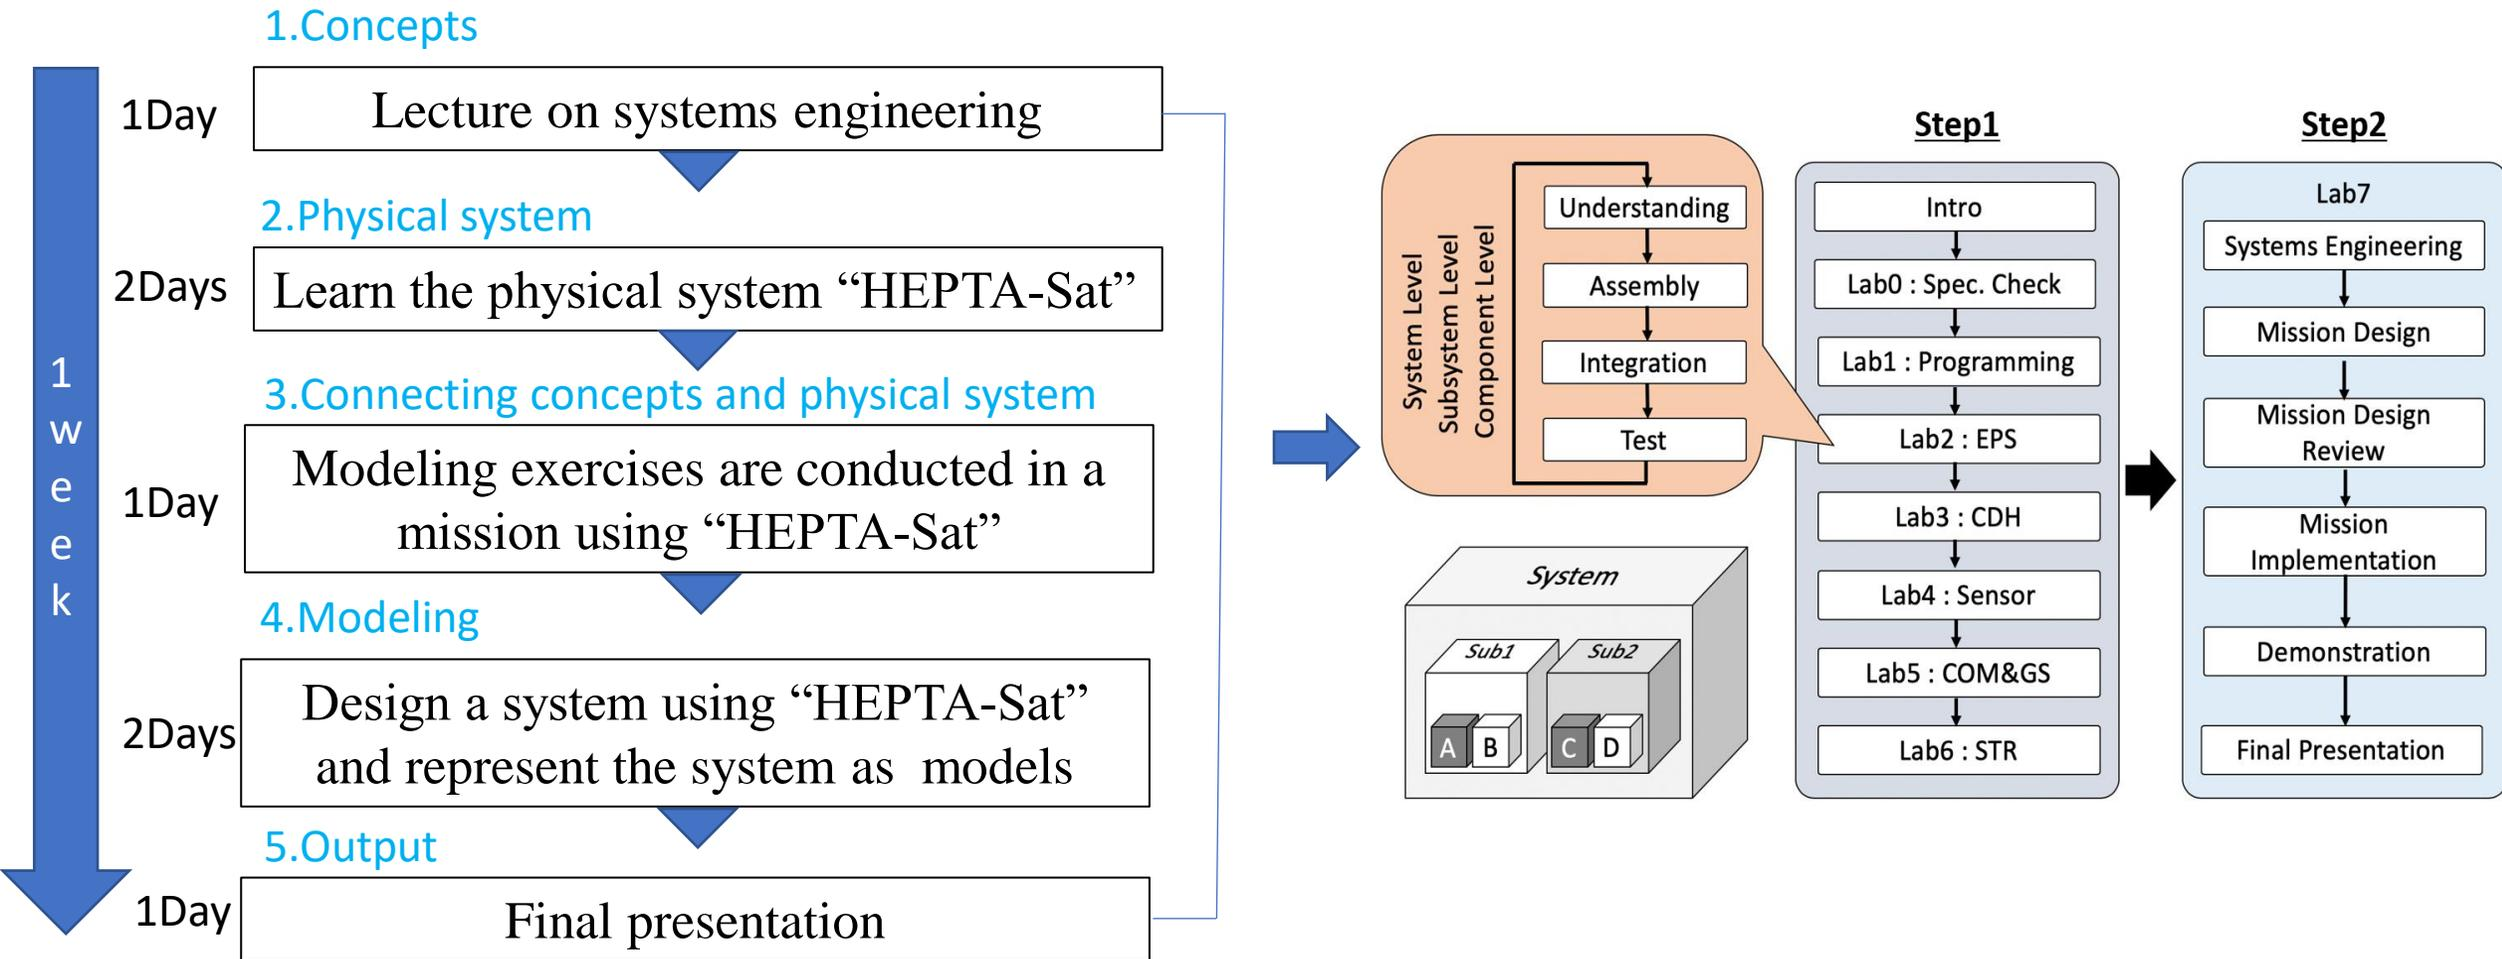 1.Concepts
1Day
Lecture on systems engineering
2.Physical system
2Days
Learn the physical system “HEPTA-Sat”
3.Connecting concepts and physical system
1Day
Modeling exercises are conducted in a
mission using “HEPTA-Sat”
4.Modeling
2Days
Design a system using “HEPTA-Sat”
and represent the system as models
5.Output
1Day
Final presentation
1
w
e
e
k
System Level
Subsystem Level
Component Level
Understanding
Assembly
Integration
Test
System
Sub1
Sub2
A
B
C
D
Step1
Intro
Lab0 : Spec. Check
Lab1 : Programming
Lab2 : EPS
Lab3 : CDH
Lab4 : Sensor
Lab5 : COM&GS
Lab6 : STR
Step2
Lab7
Systems Engineering
Mission Design
Mission Design
Review
Mission
Implementation
Demonstration
Final Presentation